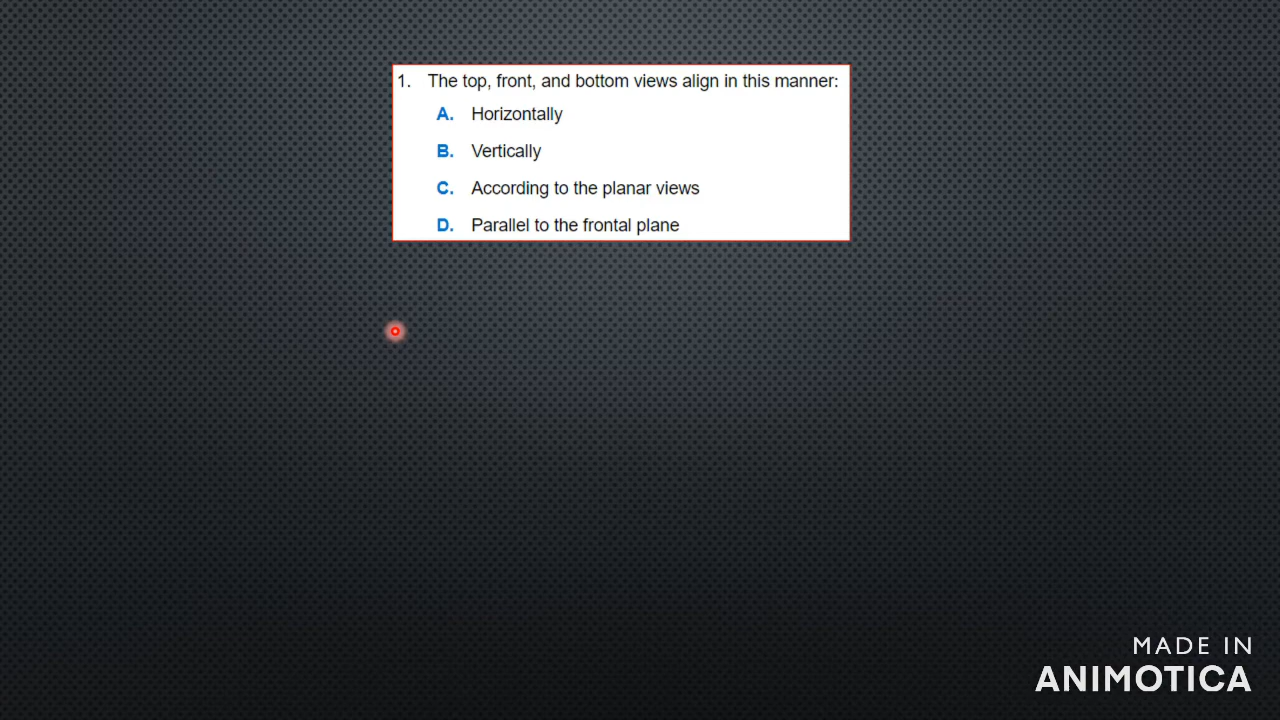 1. The top, front, and bottom views align in this manner:
A. Horizontally
B. Vertically
C. According to the planar views
D. Parallel to the frontal plane
MADE IN
ANIMOTICA